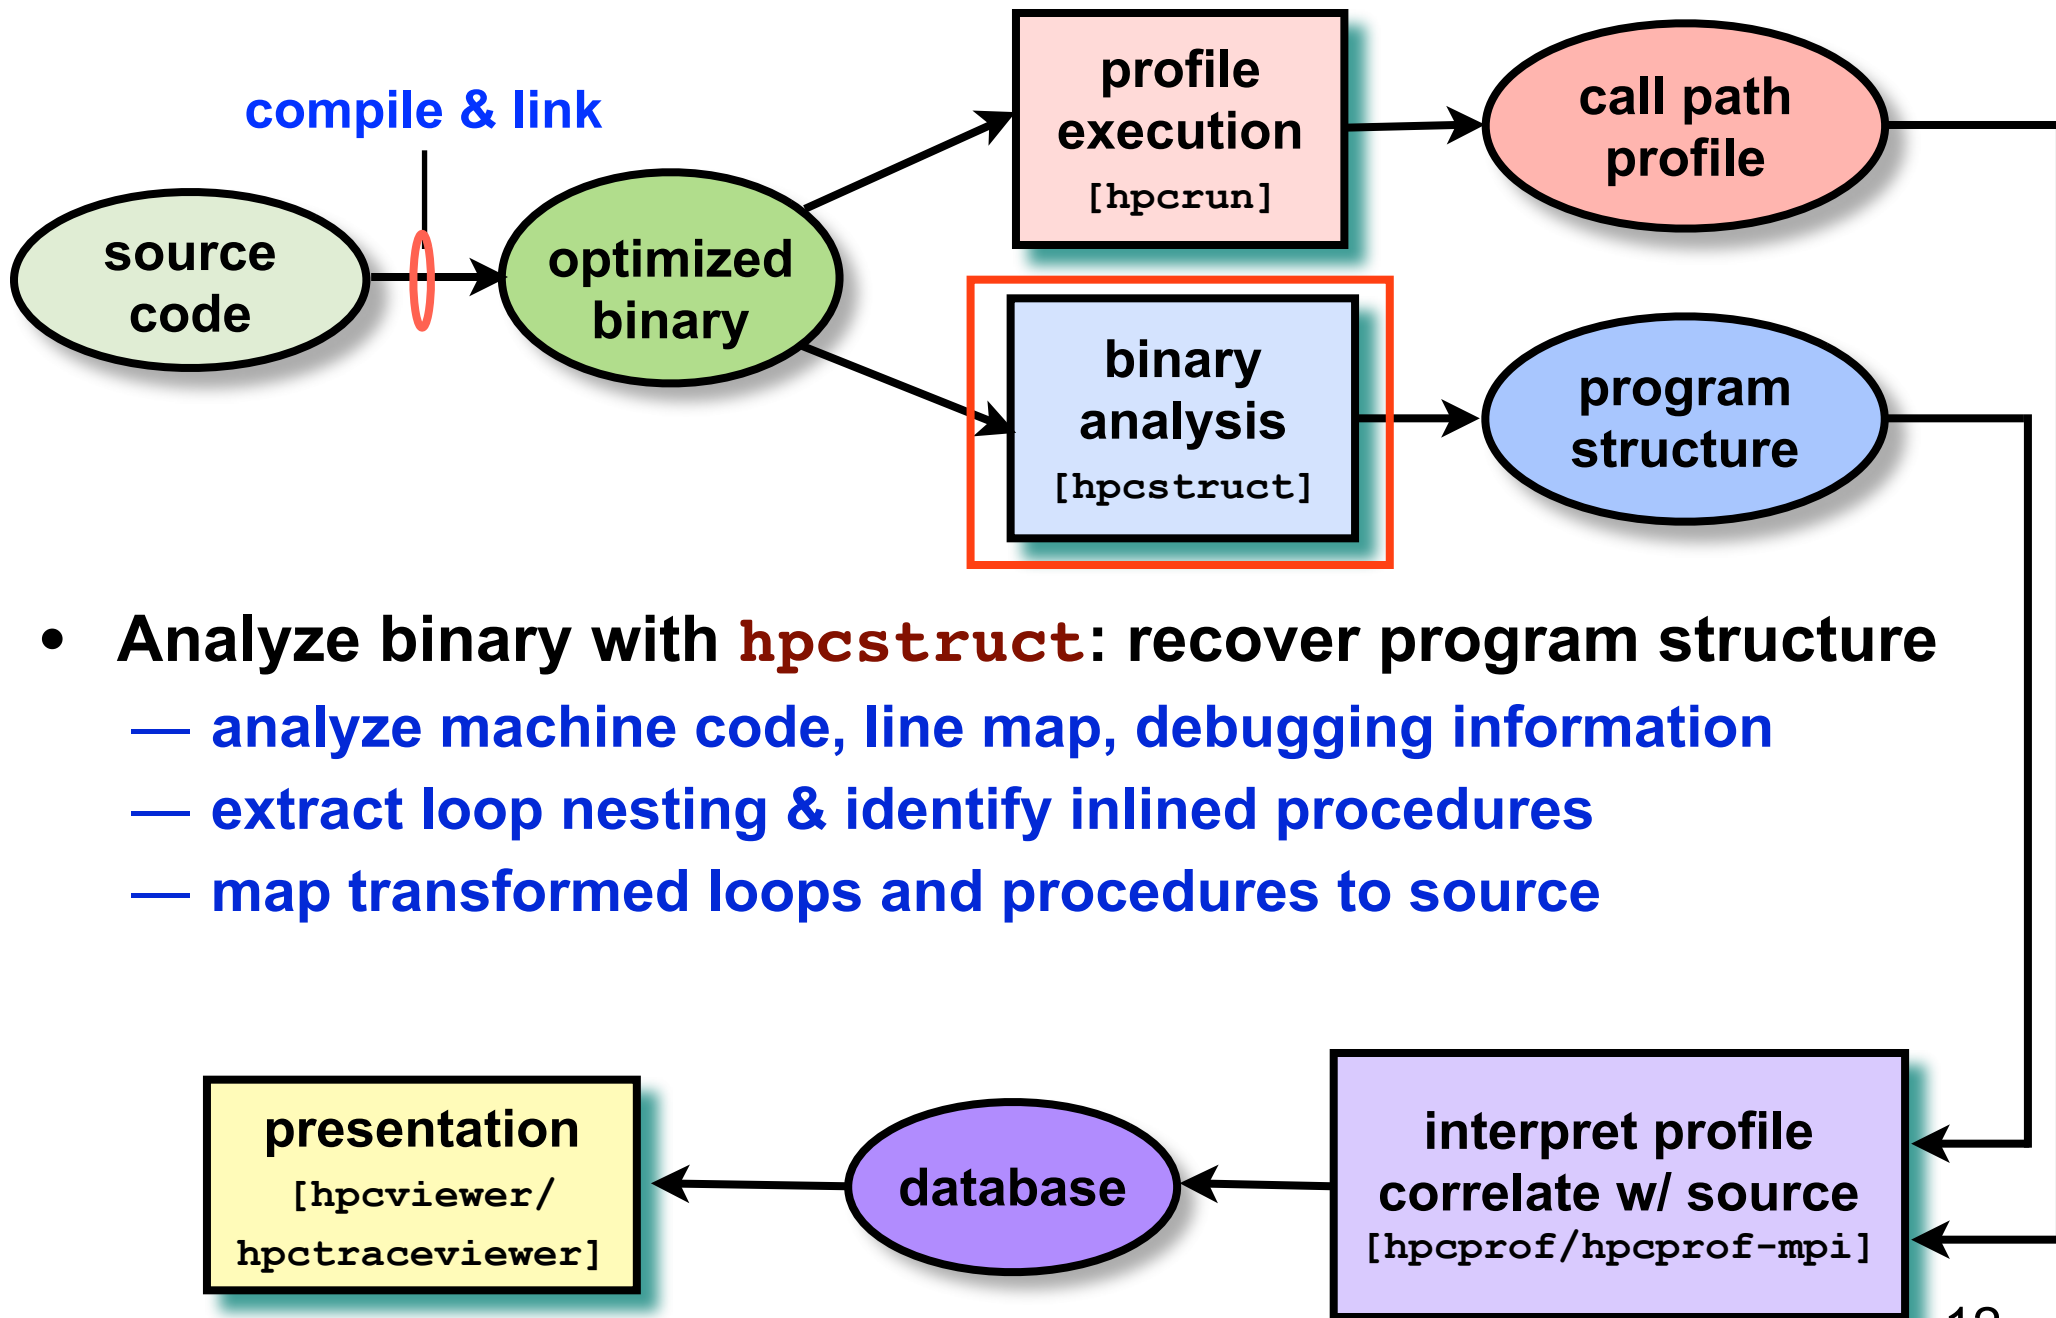 compile & link
source
code
optimized
binary
profile
execution
[hpcrun]
call path
profile
binary
analysis
[hpcstruct]
program
structure
• Analyze binary with hpcstruct: recover program structure
— analyze machine code, line map, debugging information
— extract loop nesting & identify inlined procedures
— map transformed loops and procedures to source
presentation
[hpcviewer/
hpctraceviewer]
database
interpret profile
correlate w/ source
[hpcprof/hpcprof-mpi]